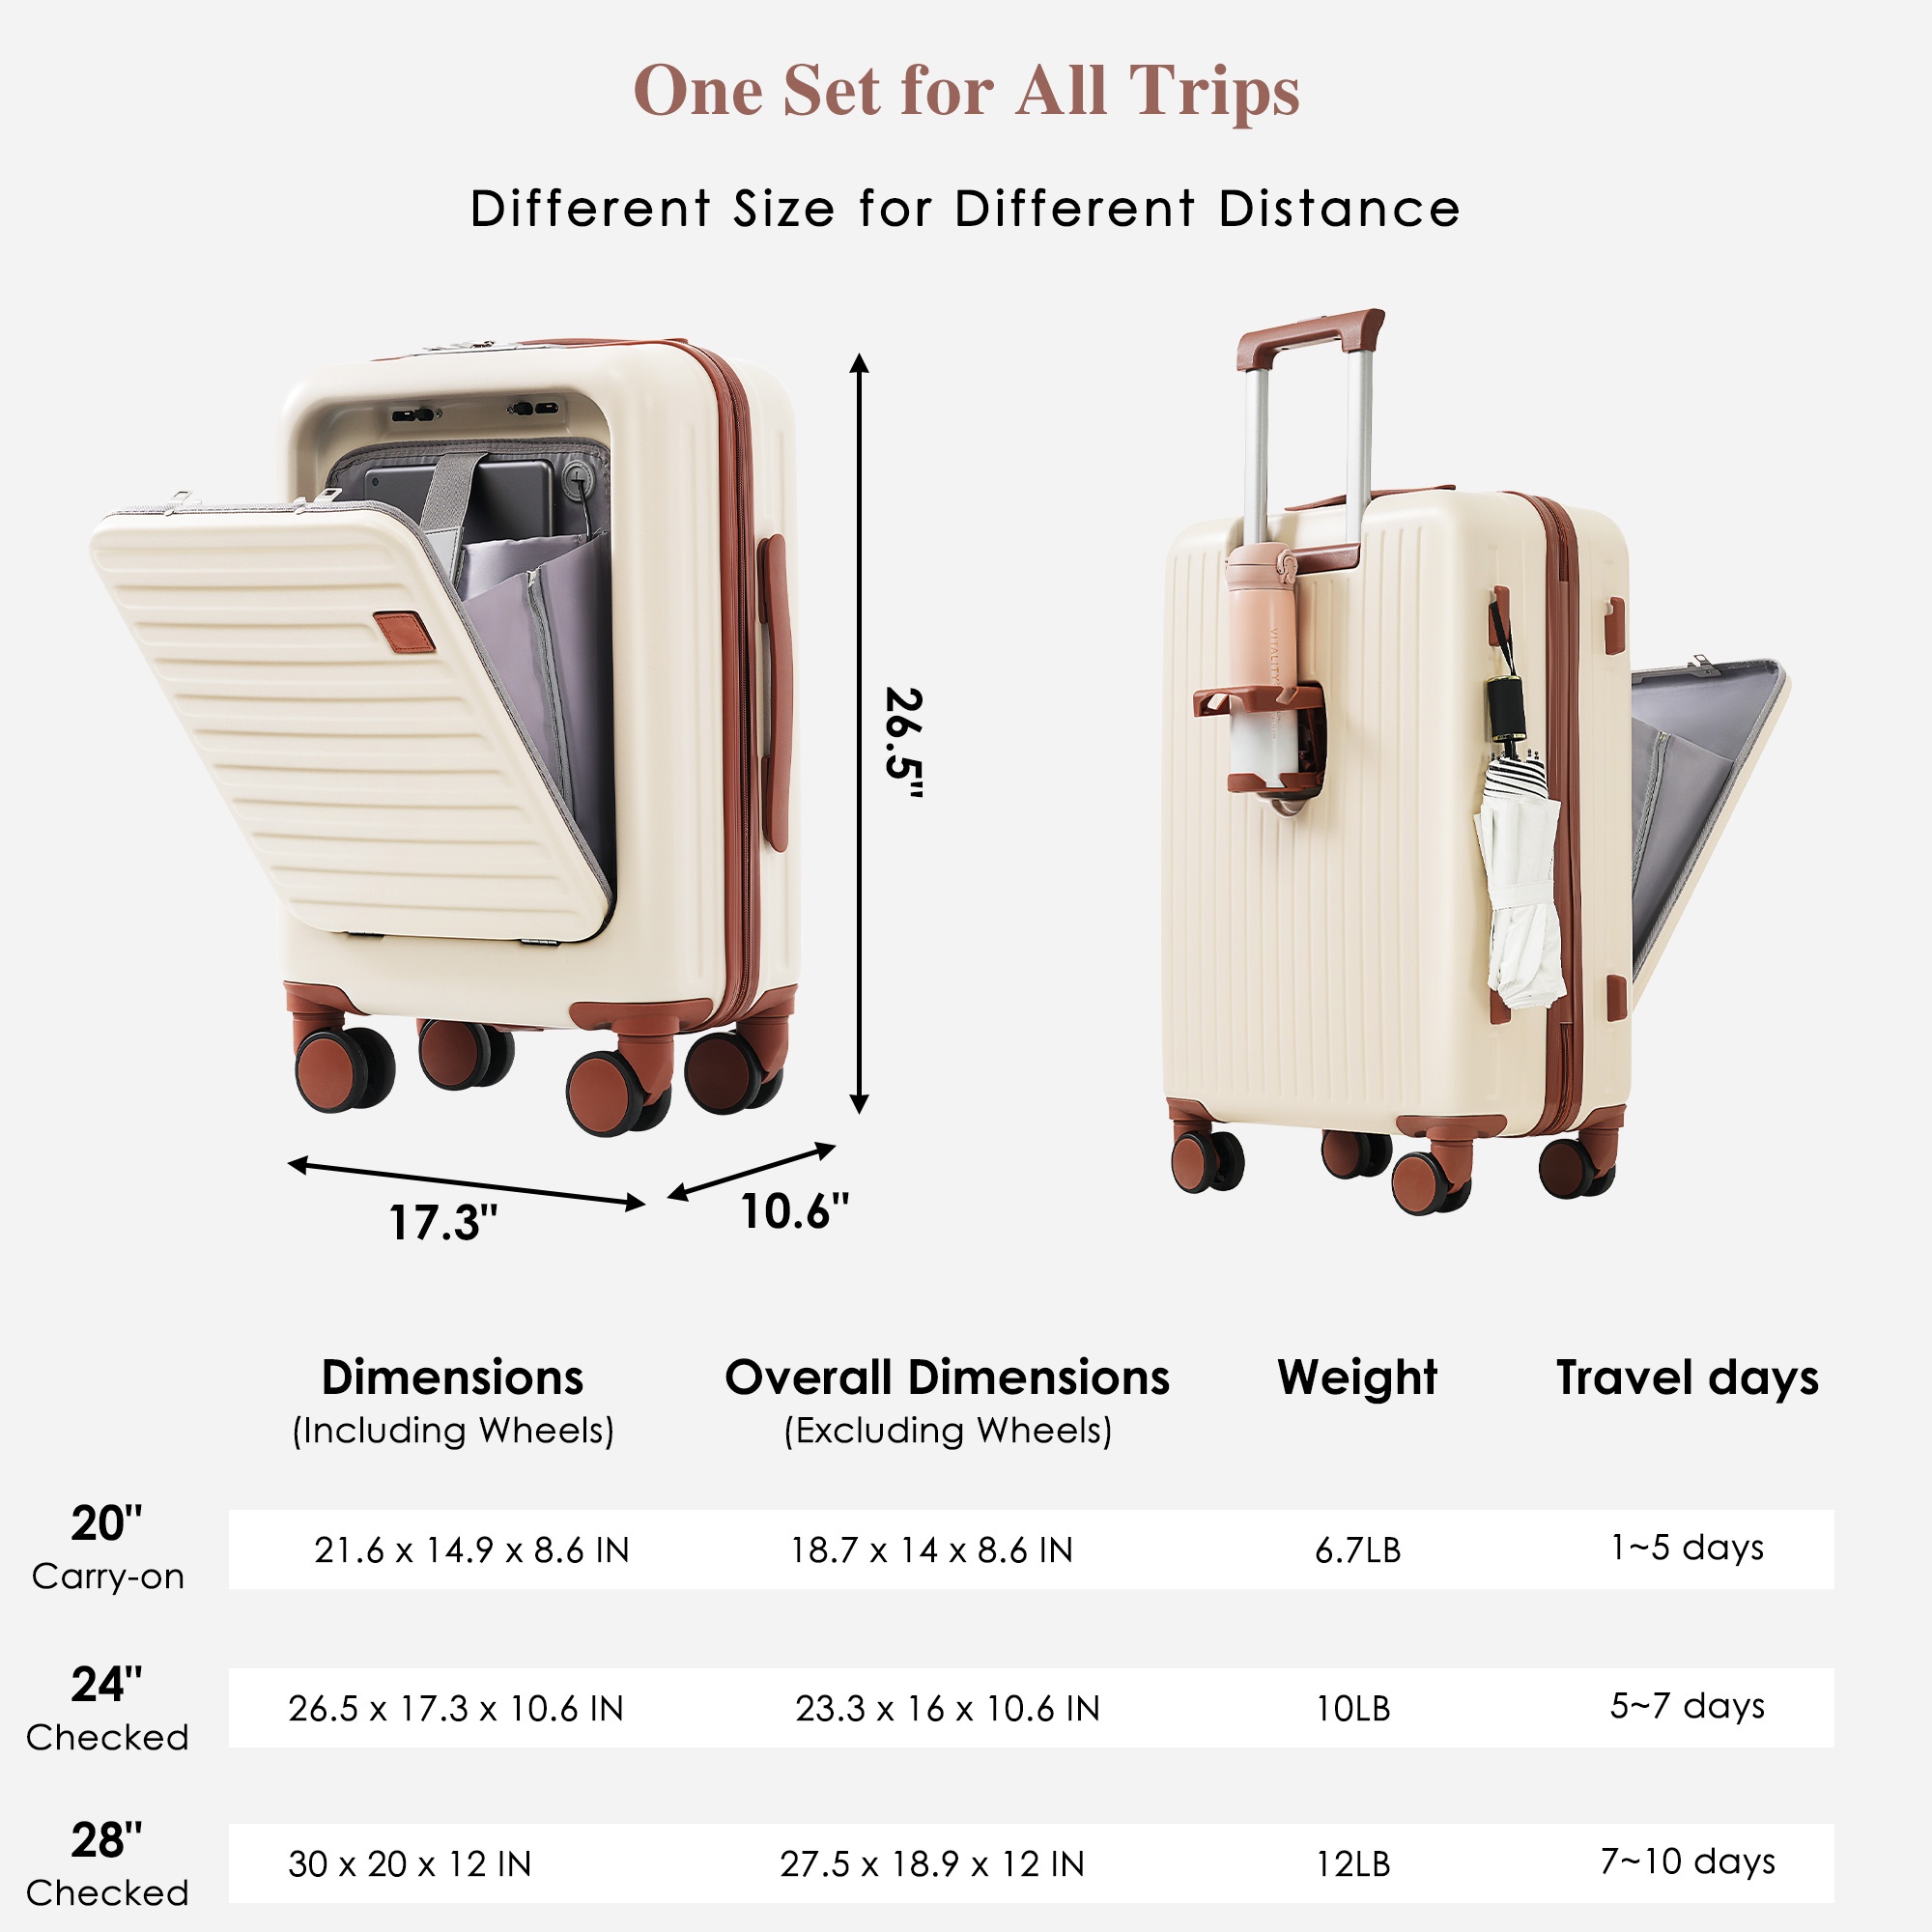 One Set for All Trips
Different Size for Different Distance
26.5"
17.3"
10.6"
VITALITY
Dimensions Overall Dimensions Weight Travel days
(Including Wheels) (Excluding Wheels)
20"
Carry-on
21.6 x 14.9 x 8.6 IN 18.7 x 14 x 8.6 IN 6.7LB 1~5 days
24"
Checked
26.5 x 17.3 x 10.6 IN 23.3 x 16 x 10.6 IN 10LB 5~7 days
28"
Checked
30 x 20 x 12 IN 27.5 x 18.9 x 12 IN 12LB 7~10 days